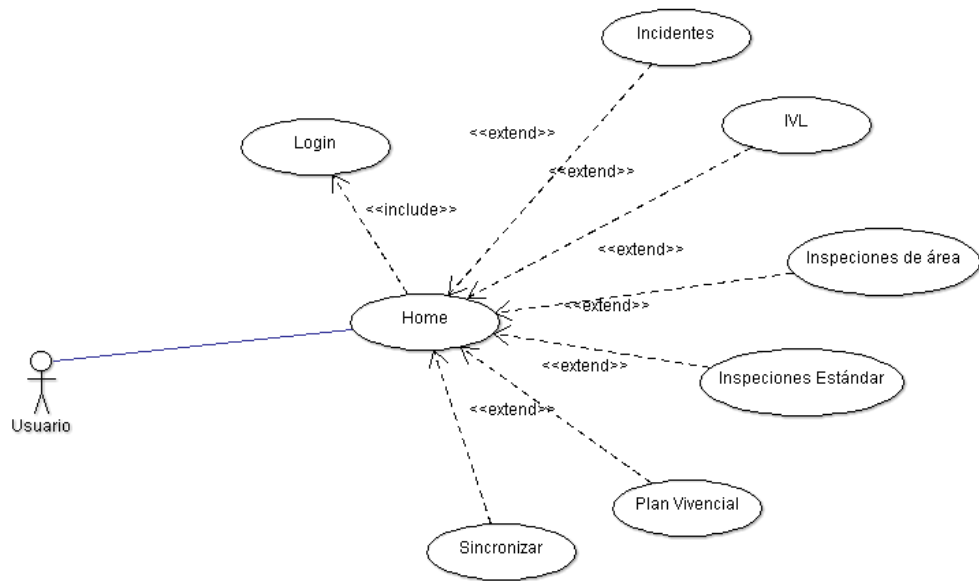 Incidentes
IVL
<<extend>>
Login
<<extend>>
<<include>>
<<extend>>
Inspeciones de área
<<extend>>
Home
<<extend>>
Inspeciones Estándar
<<extend>>
Usuario
Plan Vivencial
Sincronizar